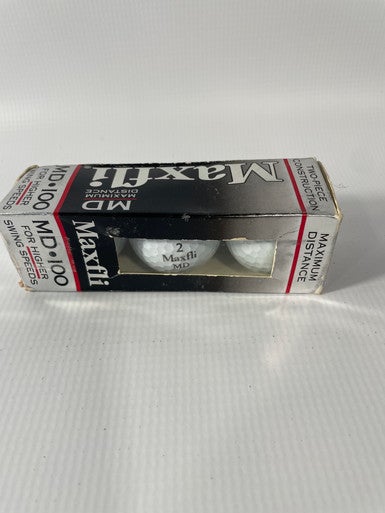 MD•100
FOR HIGHER
SWING SPEEDS
Maxfli
MD
MAXIMUM
DISTANCE
TWO-PIECE
CONSTRUCTION
MD•100
FOR HIGHER
SWING SPEEDS
Maxfli
2
Maxfli
MD
MAXIMUM
DISTANCE